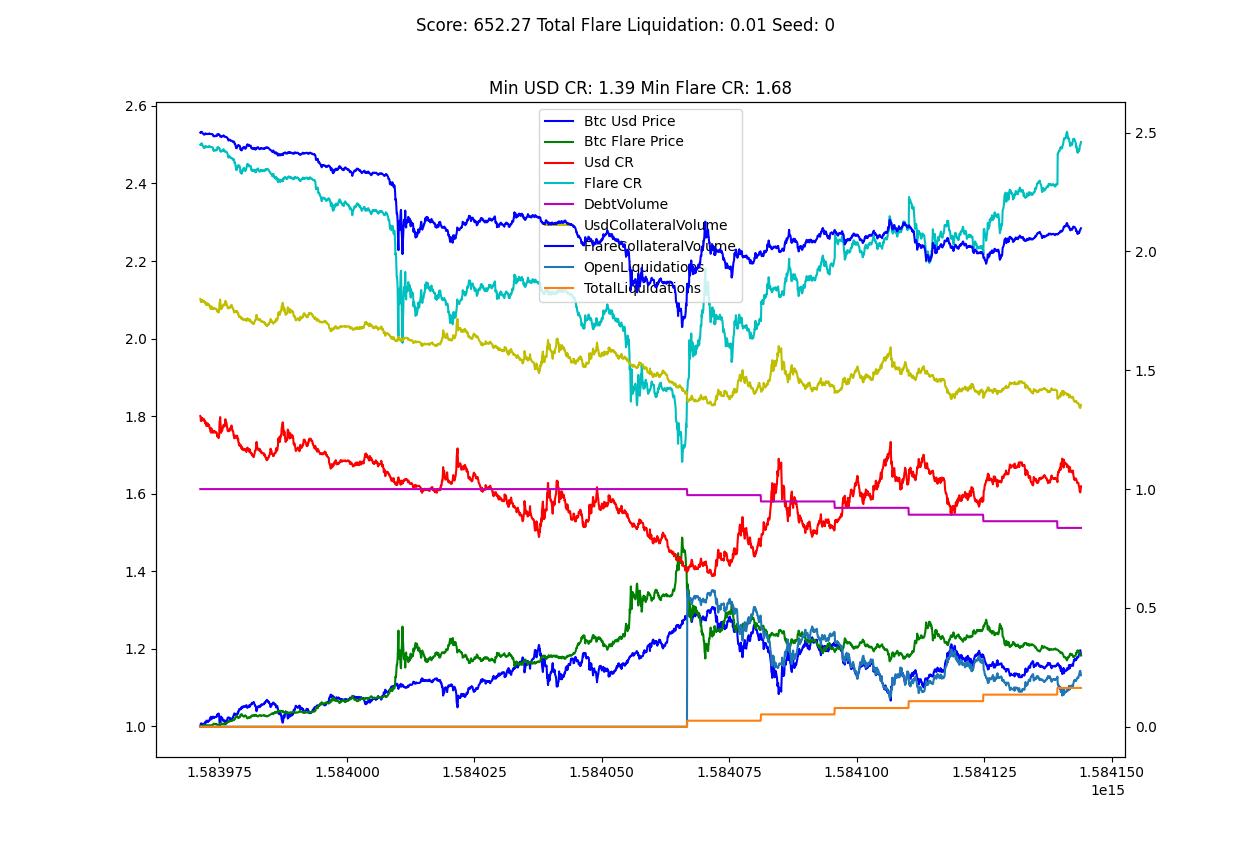 Score: 652.27 Total Flare Liquidation: 0.01 Seed: 0
Min USD CR: 1.39 Min Flare CR: 1.68
Btc Usd Price
Btc Flare Price
Usd CR
Flare CR
DebtVolume
UsdCollateralVolume
FlareCollateralVolume
OpenLiquidations
TotalLiquidations
2.6
2.4
2.2
2.0
1.8
1.6
1.4
1.2
1.0
2.5
2.0
1.5
1.0
0.5
0.0
1.583975 1.584000 1.584025 1.584050 1.584075 1.584100 1.584125 1.584150
1e15